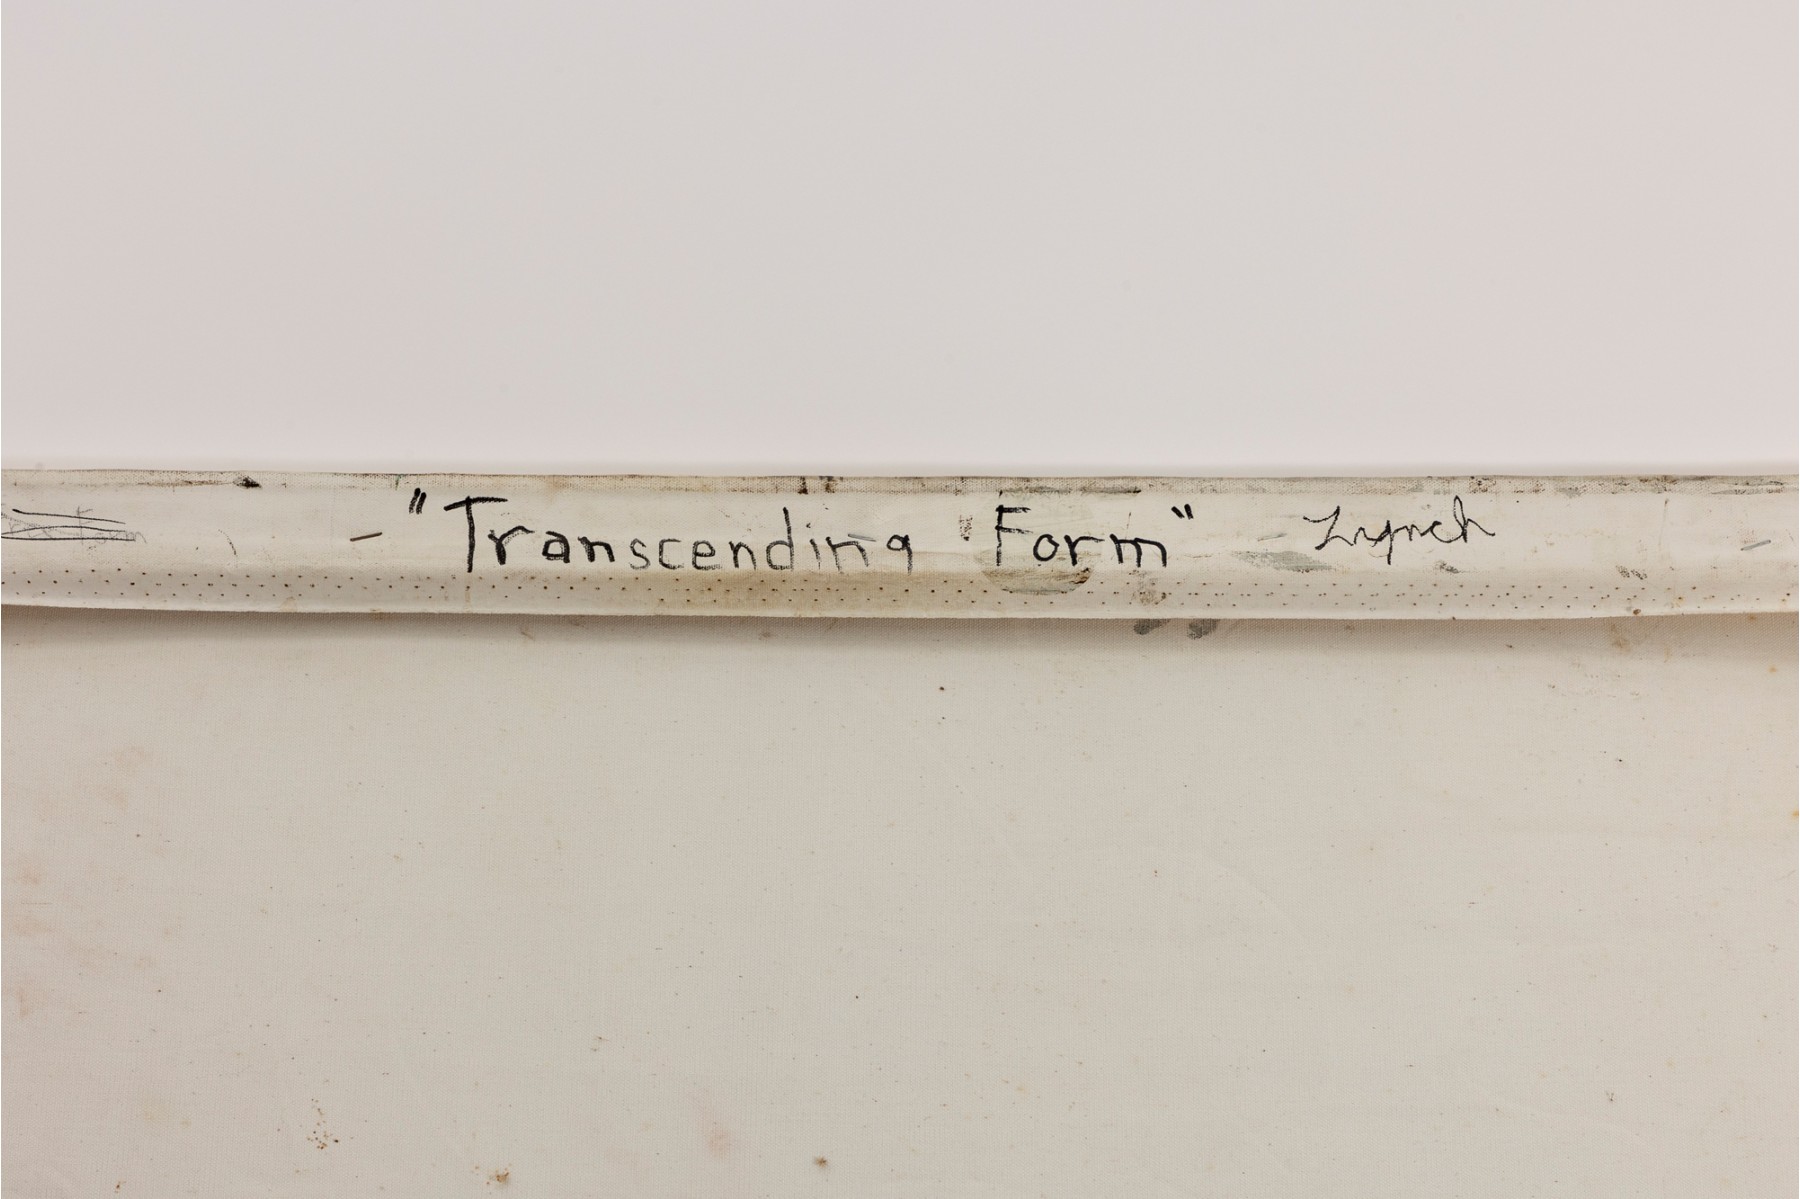 - "Transcending Form" Lynch